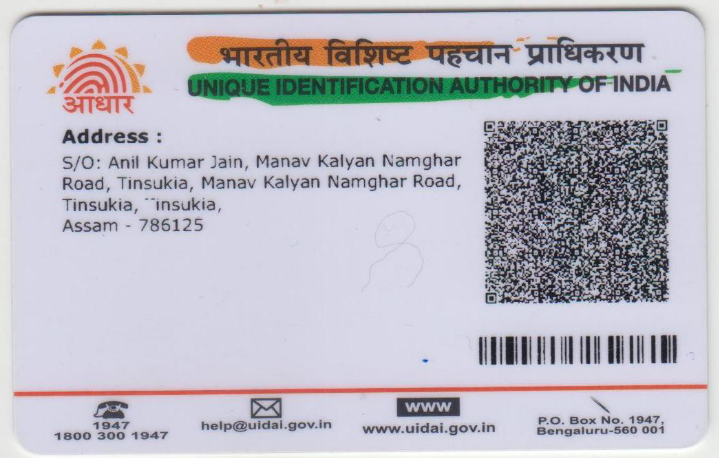 भारतीय विशिष्ट पहचान प्राधिकरण
UNIQUE IDENTIFICATION AUTHORITY OF INDIA
आधार
Address :
S/O: Anil Kumar Jain, Manav Kalyan Namghar
Road, Tinsukia, Manav Kalyan Namghar Road,
Tinsukia, insukia,
Assam - 786125
1947
1800 300 1947
help@uidai.gov.in
WWW
www.uidai.gov.in
P.O. Box No. 1947,
Bengaluru-560 001